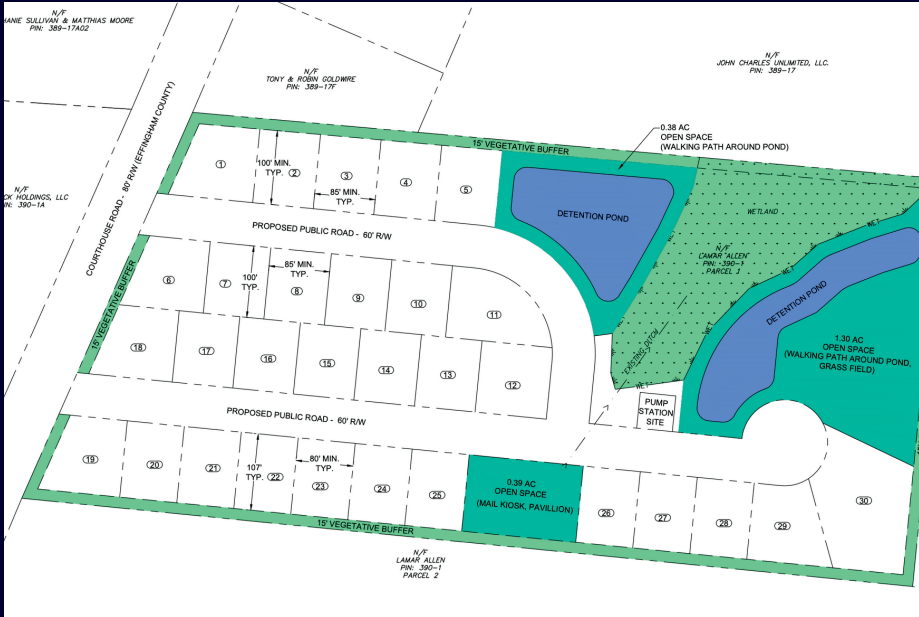 N/F
HANIE SULLIVAN & MATTHIAS MOORE
PIN: 389-17A02
N/F
TONY & ROBIN GOLDWIRE
PIN: 389-17F
N/F
JOHN CHARLES UNLIMITED, LLC.
PIN: 389-17
N/F
CK HOLDINGS, LLC
IN: 390-1A
COURTHOUSE ROAD - 80' R/W (EFFINGHAM COUNTY)
15' VEGETATIVE BUFFER
0.38 AC
OPEN SPACE
(WALKING PATH AROUND POND)
1
2
3
4
5
100' MIN.
TYP.
85' MIN.
TYP.
DETENTION POND
WETLAND
N/F
LAMAR ALLEN
PIN: 390-1
PARCEL 1
PROPOSED PUBLIC ROAD - 60' R/W
15' VEGETATIVE BUFFER
6
7
8
9
10
11
100'
TYP.
85' MIN.
TYP.
WET
WET
WET
WET
WET
EXISTING DITCH
DETENTION POND
1.30 AC
OPEN SPACE
(WALKING PATH AROUND POND,
GRASS FIELD)
18
17
16
15
14
13
12
PUMP
STATION
SITE
PROPOSED PUBLIC ROAD - 60' R/W
19
20
21
22
23
24
25
107'
TYP.
80' MIN.
TYP.
0.39 AC
OPEN SPACE
(MAIL KIOSK, PAVILLION)
26
27
28
29
30
15' VEGETATIVE BUFFER
N/F
LAMAR ALLEN
PIN: 390-1
PARCEL 2